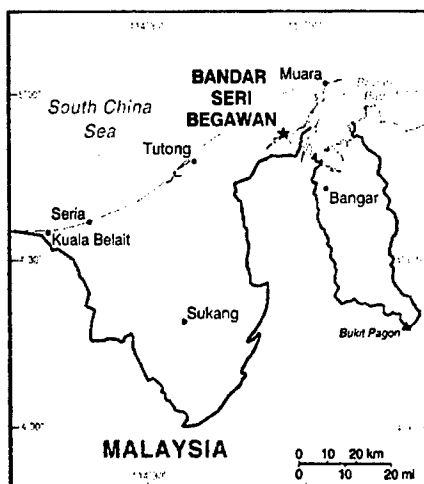 Muara
BANDAR
SERI
BEGAWAN
South China
Sea
Tutong
Bangar
Seria
Kuala Belait
Sukang
Bukit Pagon
MALAYSIA
0 10 20 km
0 10 20 mi